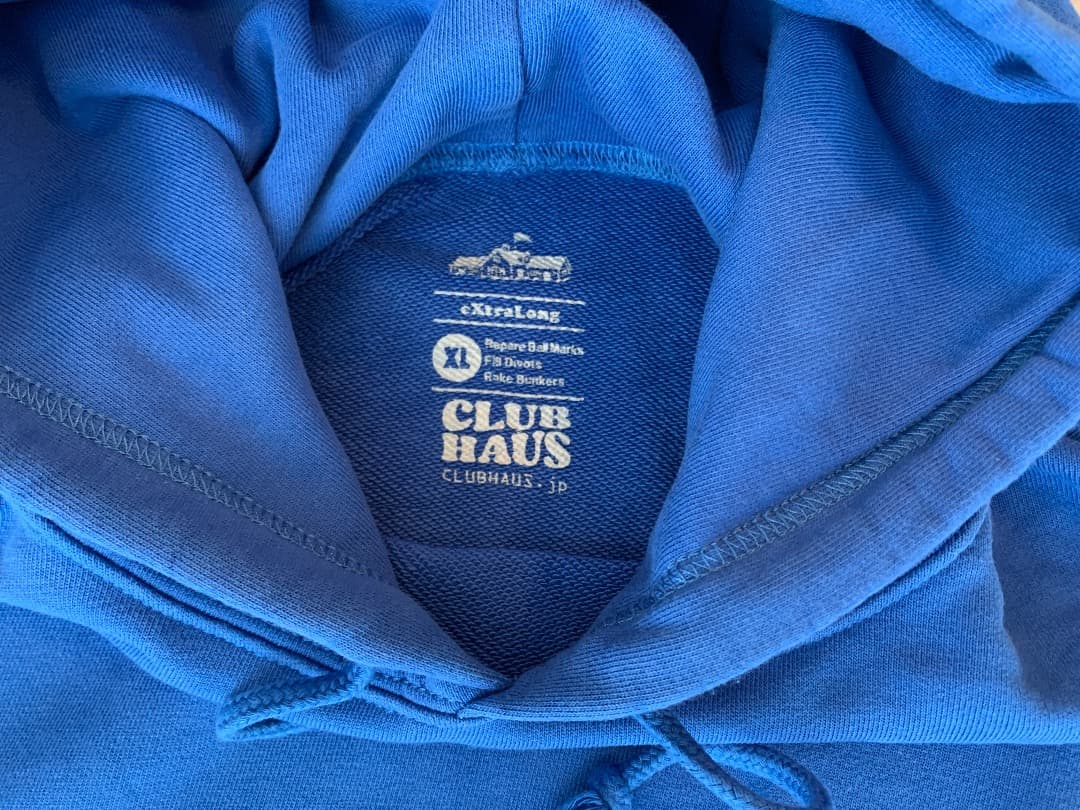 eXtraLong
XL
Repare Ball Marks
Fill Divots
Rake Bunkers
CLUB
HAUS
CLUBHAUS.jp